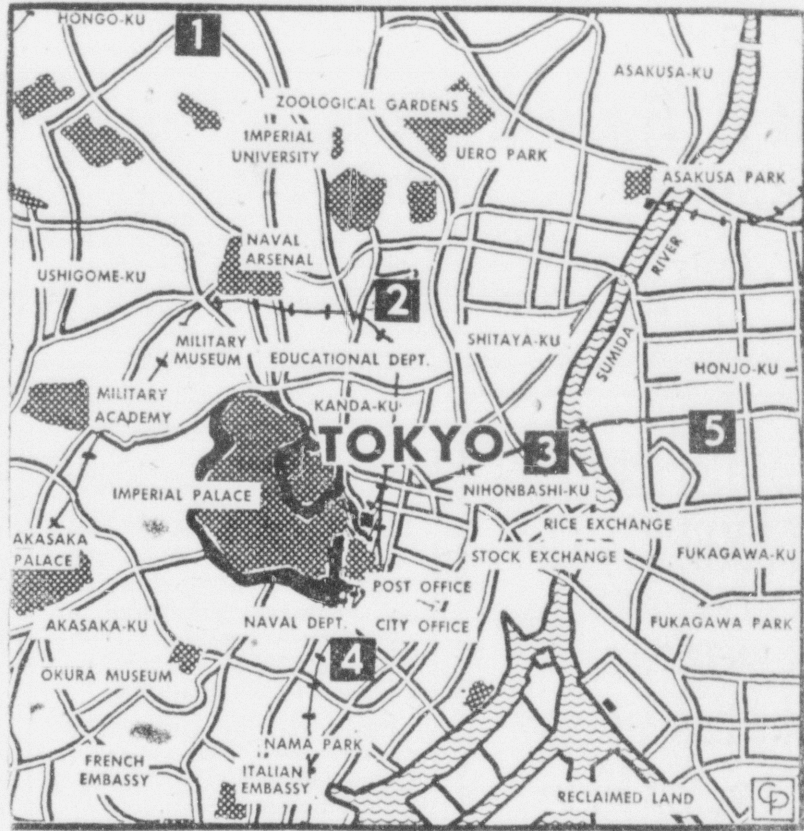 HONGO-KU
1
ASAKUSA-KU
ZOOLOGICAL GARDENS
IMPERIAL
UNIVERSITY
UERO PARK
ASAKUSA PARK
NAVAL
ARSENAL
RIVER
USHIGOME-KU
2
MILITARY
MUSEUM
EDUCATIONAL DEPT.
SHITAYA-KU
SUMIDA
HONJO-KU
MILITARY
ACADEMY
KANDA-KU
TOKYO
3
5
IMPERIAL PALACE
NIHONBASHI-KU
RICE EXCHANGE
AKASAKA
PALACE
STOCK EXCHANGE
FUKAGAWA-KU
POST OFFICE
AKASAKA-KU
NAVAL DEPT.
CITY OFFICE
FUKAGAWA PARK
4
OKURA MUSEUM
NAMA PARK
FRENCH
EMBASSY
ITALIAN
EMBASSY
RECLAIMED LAND
CP